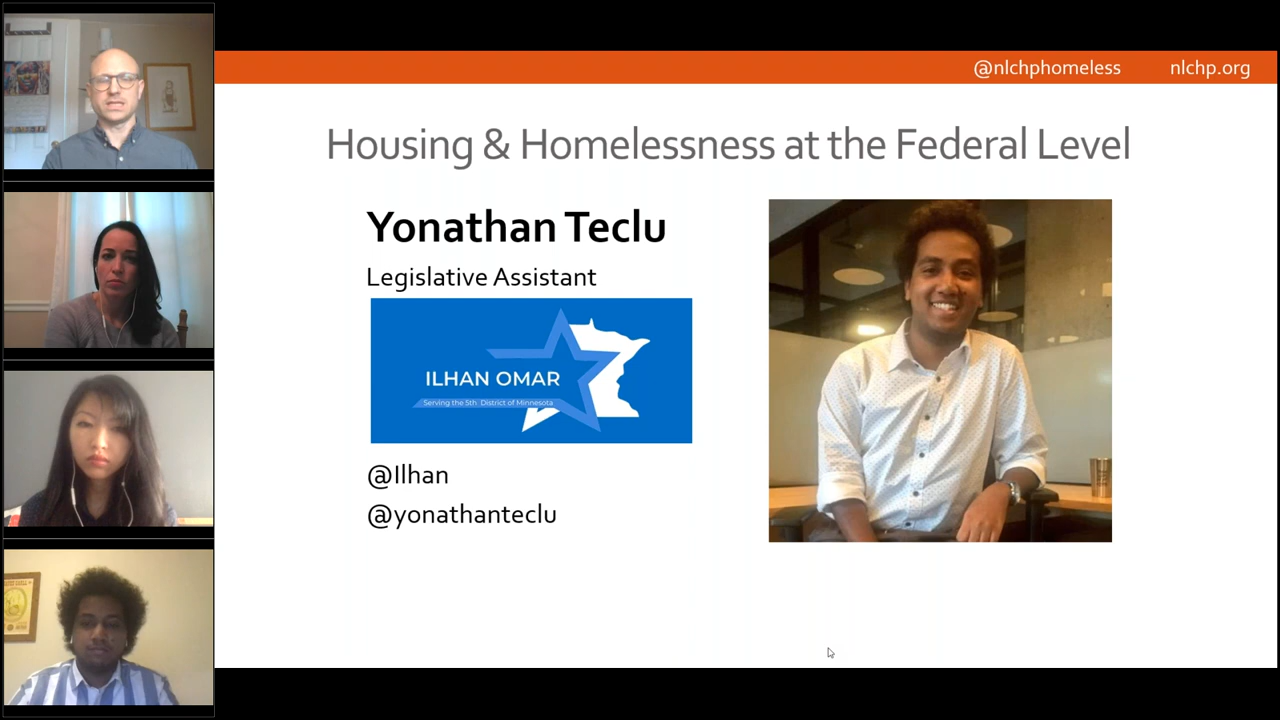 @nlchphomeless nlchp.org
Housing & Homelessness at the Federal Level
Yonathan Teclu
Legislative Assistant
ILHAN OMAR
Serving the 5th District of Minnesota
@Ilhan
@yonathanteclu